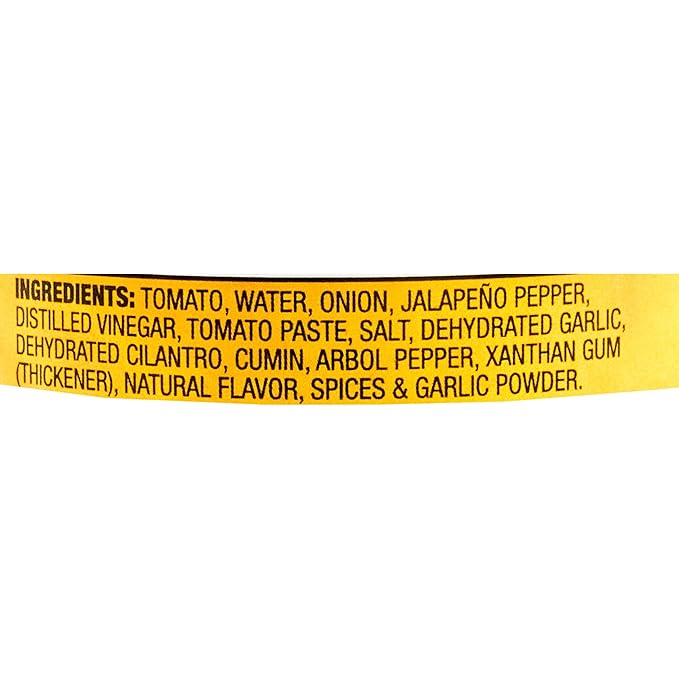 INGREDIENTS: TOMATO, WATER, ONION, JALAPEÑO PEPPER,
DISTILLED VINEGAR, TOMATO PASTE, SALT, DEHYDRATED GARLIC,
DEHYDRATED CILANTRO, CUMIN, ARBOL PEPPER, XANTHAN GUM
(THICKENER), NATURAL FLAVOR, SPICES & GARLIC POWDER.